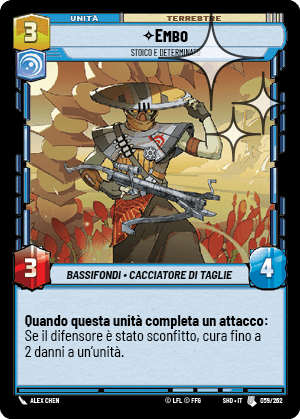 UNITÀ
TERRESTRE
3
EMBO
STOICO E DETERMINATO
3
BASSIFONDI • CACCIATORE DI TAGLIE
4
Quando questa unità completa un attacco:
Se il difensore è stato sconfitto, cura fino a
2 danni a un'unità.
ALEX CHEN
© LFL © FFG
SHD • IT
059/262